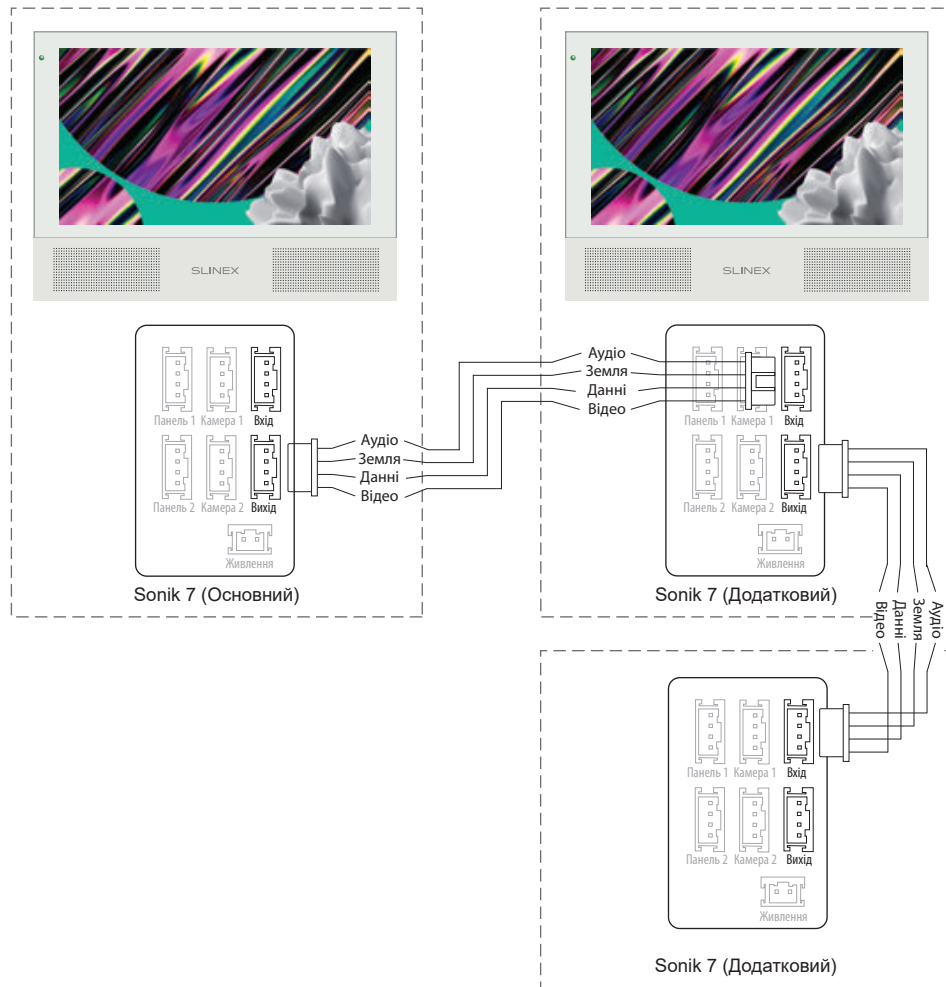 SLINEX
SLINEX
Панель 1 Камера 1 Вхід
Панель 2 Камера 2 Вихід
Живлення
Аудіо
Земля
Данні
Відео
Sonik 7 (Основний)
Аудіо
Земля
Данні
Відео
Панель 1 Камера 1 Вхід
Панель 2 Камера 2 Вихід
Живлення
Sonik 7 (Додатковий)
Аудіо
Земля
Данні
Відео
Панель 1 Камера 1 Вхід
Панель 2 Камера 2 Вихід
Живлення
Sonik 7 (Додатковий)